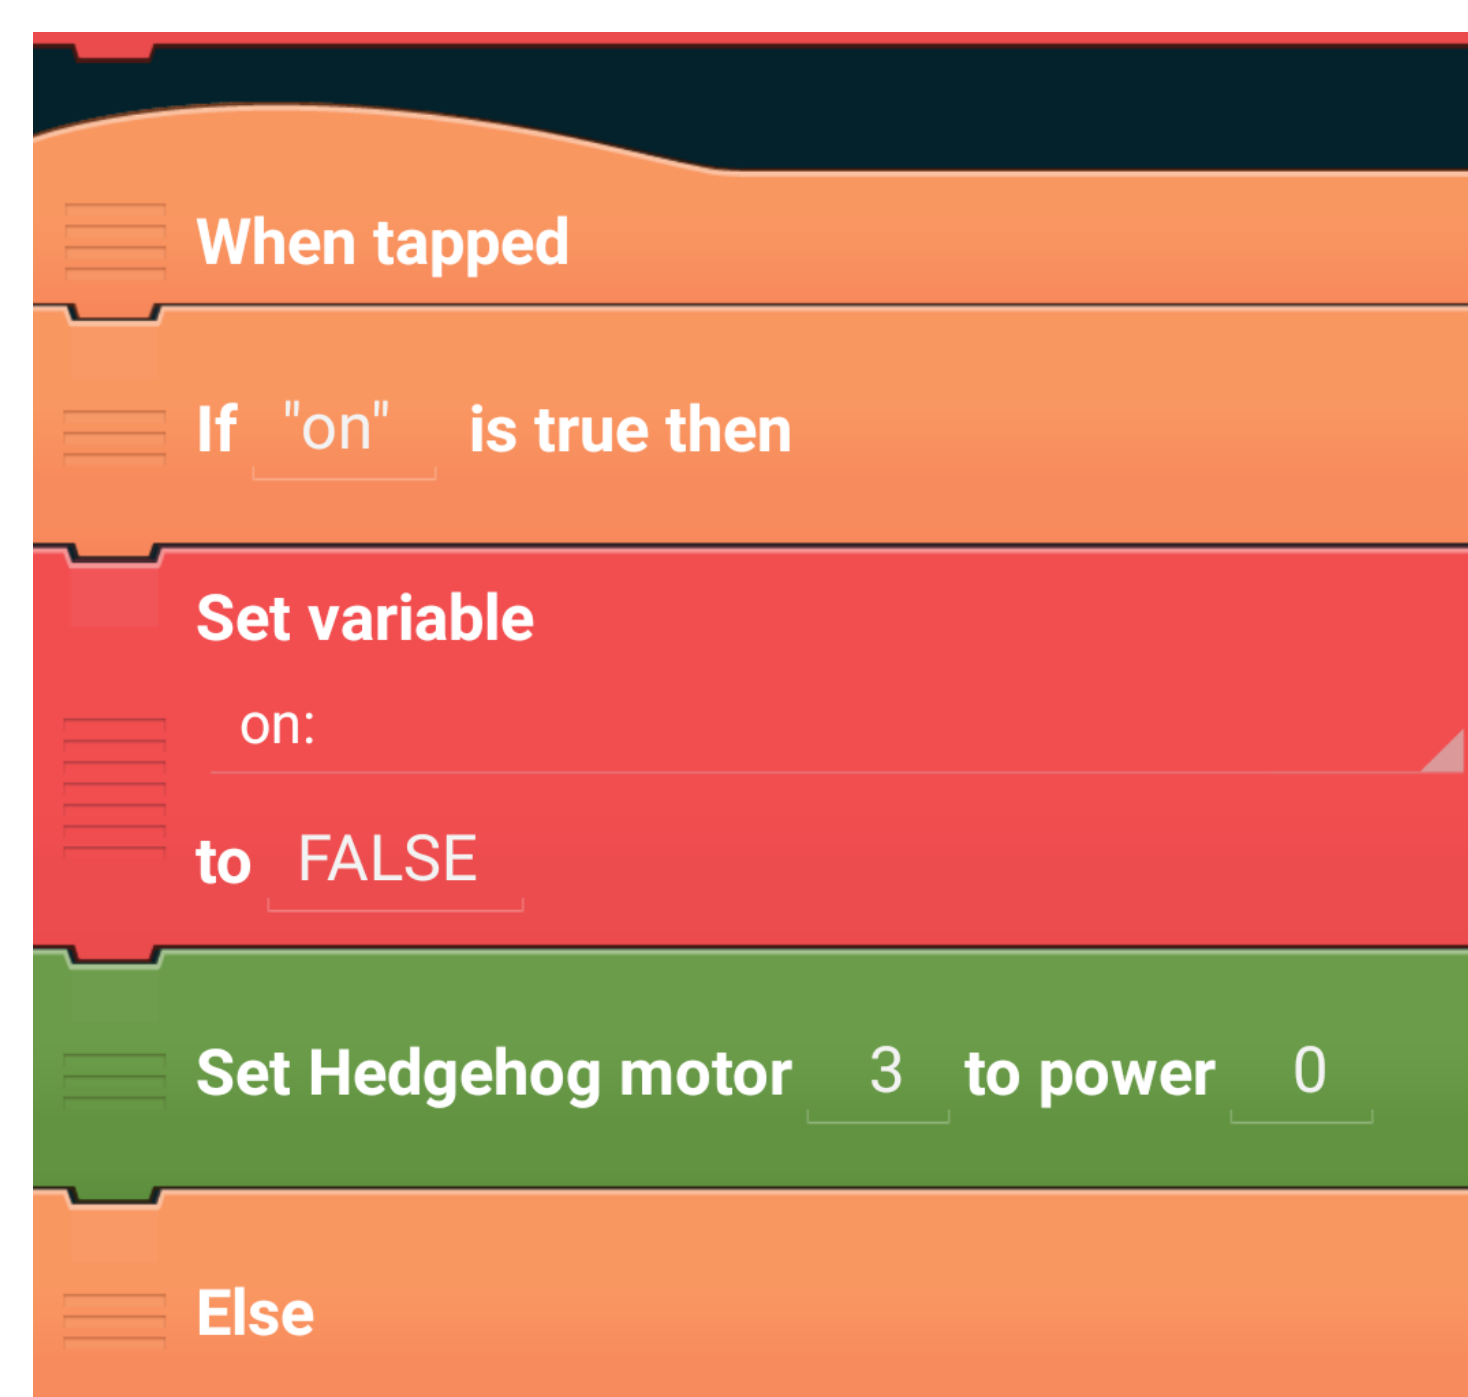 When tapped
If "on" is true then
Set variable
on:
to FALSE
Set Hedgehog motor 3 to power 0
Else